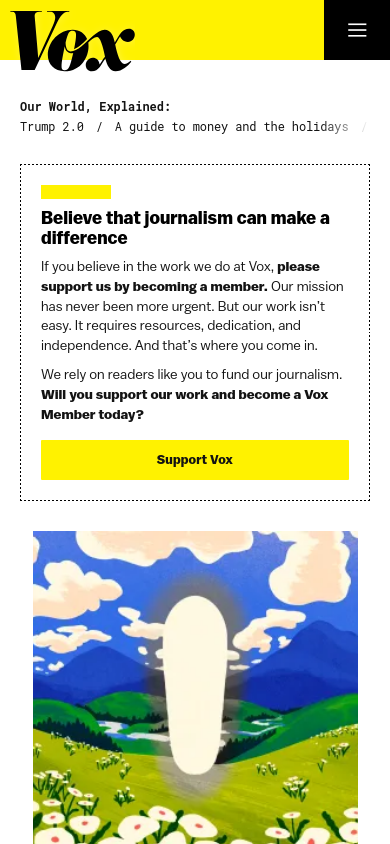 Vox
Our World, Explained:
Trump 2.0 / A guide to money and the holidays /
Believe that journalism can make a
difference
If you believe in the work we do at Vox, please
support us by becoming a member. Our mission
has never been more urgent. But our work isn’t
easy. It requires resources, dedication, and
independence. And that’s where you come in.
We rely on readers like you to fund our journalism.
Will you support our work and become a Vox
Member today?
Support Vox